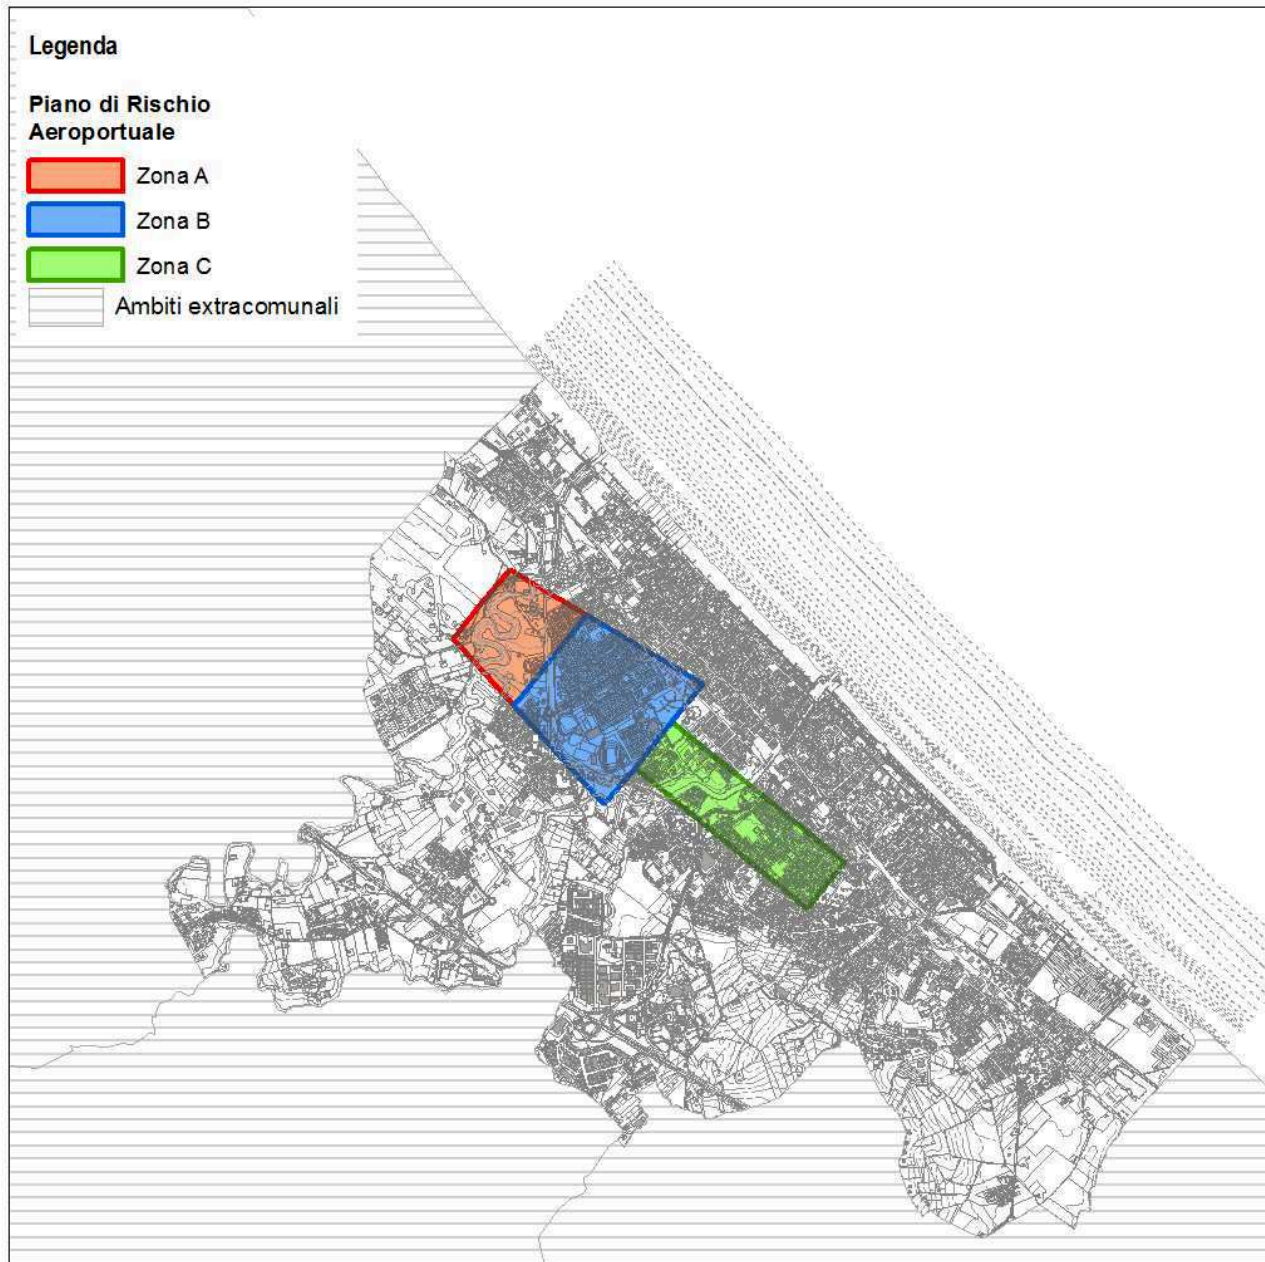 Legenda
Piano di Rischio
Aeroportuale
Zona A
Zona B
Zona C
Ambiti extracomunali